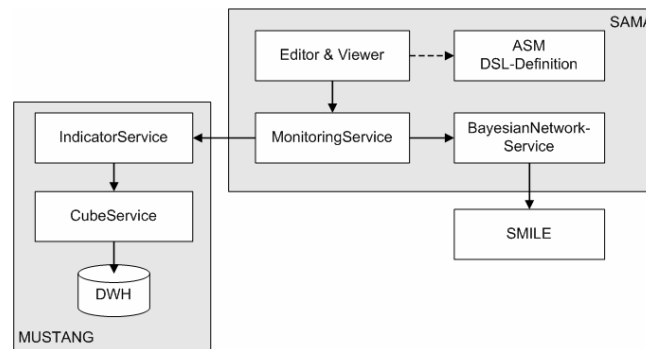 SAMA
Editor & Viewer
ASM
DSL-Definition
IndicatorService
MonitoringService
BayesianNetwork-
Service
CubeService
SMILE
DWH
MUSTANG